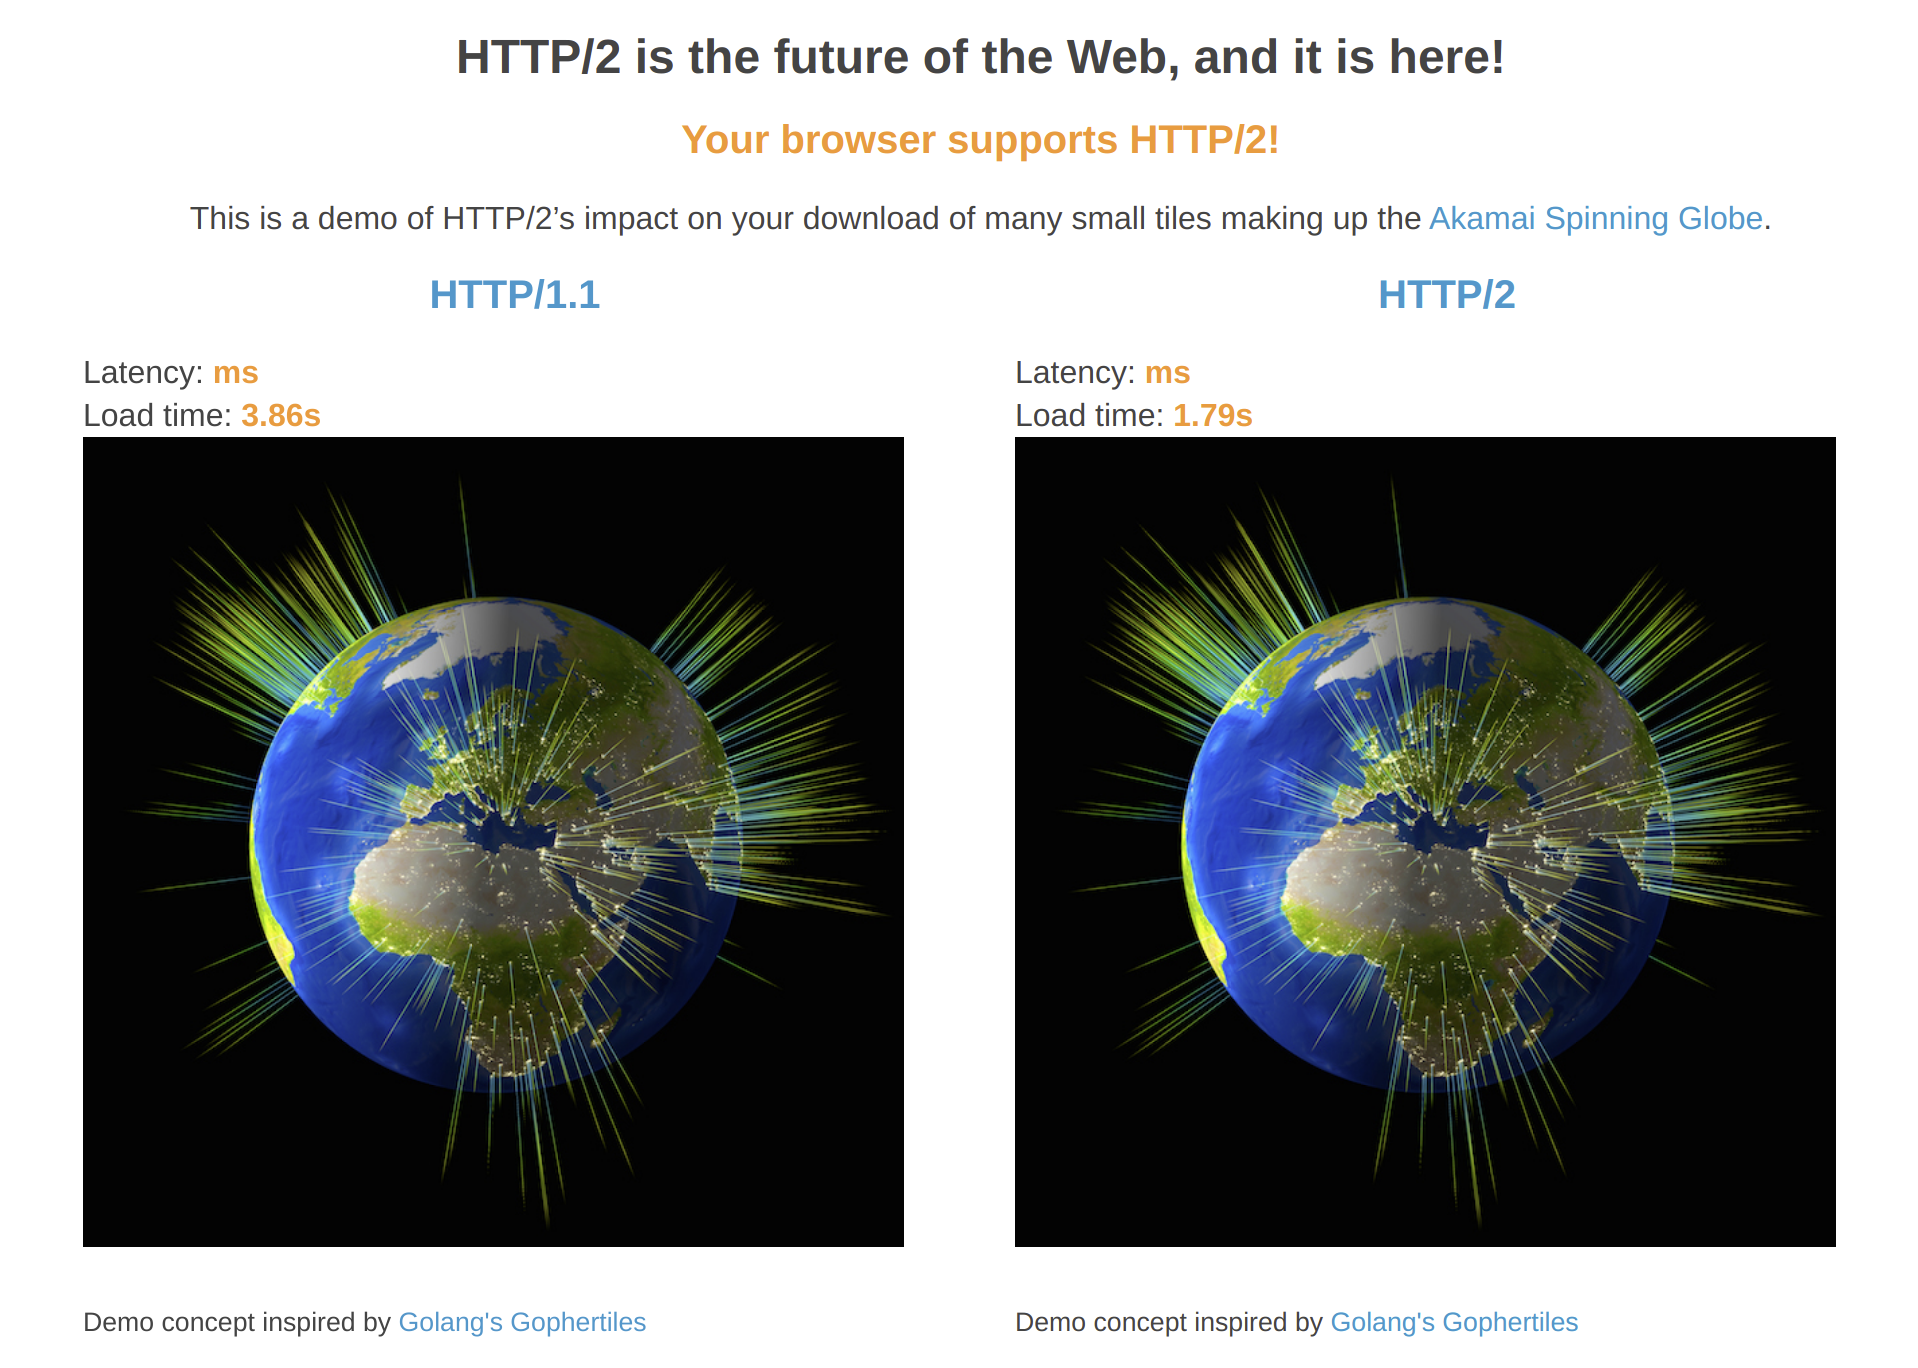 HTTP/2 is the future of the Web, and it is here!
Your browser supports HTTP/2!
This is a demo of HTTP/2’s impact on your download of many small tiles making up the Akamai Spinning Globe.
HTTP/1.1
Latency: ms
Load time: 3.86s
Demo concept inspired by Golang's Gophertiles
HTTP/2
Latency: ms
Load time: 1.79s
Demo concept inspired by Golang's Gophertiles